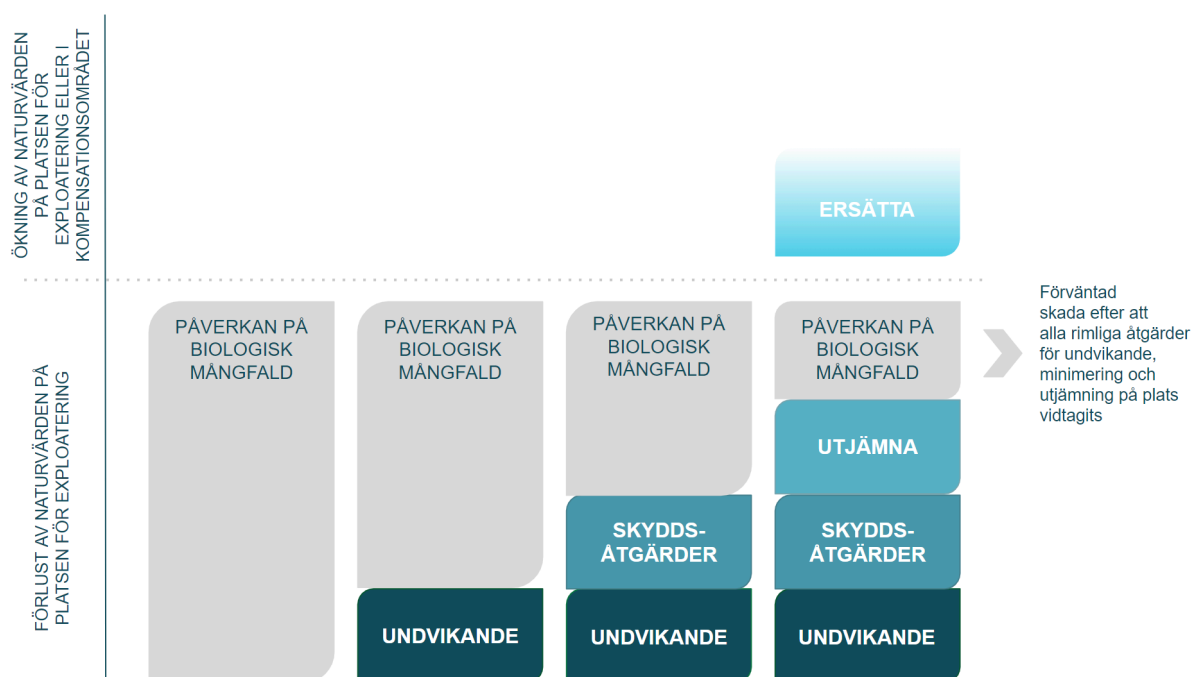 ÖKNING AV NATURVÄRDEN
PÅ PLATSEN FÖR
EXPLOATERING ELLER I
KOMPENSATIONSOMRÅDET
ERSÄTTA
FÖRLUST AV NATURVÄRDEN PÅ
PLATSEN FÖR EXPLOATERING
PÅVERKAN PÅ
BIOLOGISK
MÅNGFALD
PÅVERKAN PÅ
BIOLOGISK
MÅNGFALD
UNDVIKANDE
PÅVERKAN PÅ
BIOLOGISK
MÅNGFALD
SKYDDS-
ÅTGÄRDER
UNDVIKANDE
PÅVERKAN PÅ
BIOLOGISK
MÅNGFALD
UTJÄMNA
SKYDDS-
ÅTGÄRDER
UNDVIKANDE
Förväntad
skada efter att
alla rimliga åtgärder
för undvikande,
minimering och
utjämning på plats
vidtagits